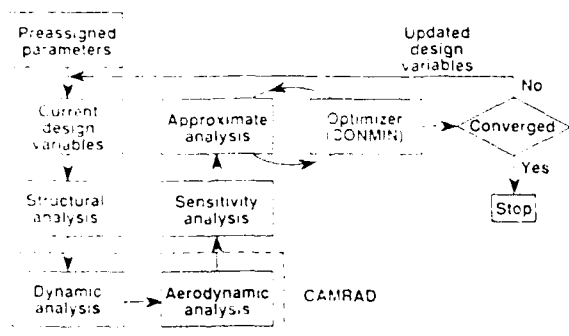 Preassigned
parameters
Updated
design
variables
No
Current
design
variables
Approximate
analysis
Optimizer
(CONMIN)
Converged
Yes
Structural
analysis
Sensitivity
analysis
Stop
Dynamic
analysis
Aerodynamic
analysis
CAMRAD